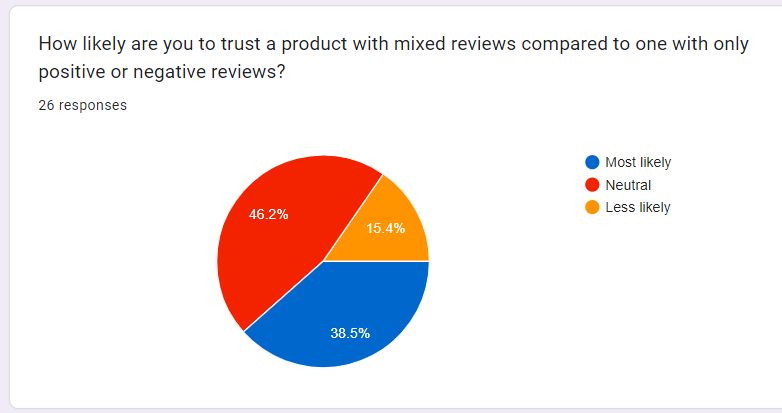 How likely are you to trust a product with mixed reviews compared to one with only
positive or negative reviews?
26 responses
Most likely
Neutral
Less likely
46.2%
15.4%
38.5%